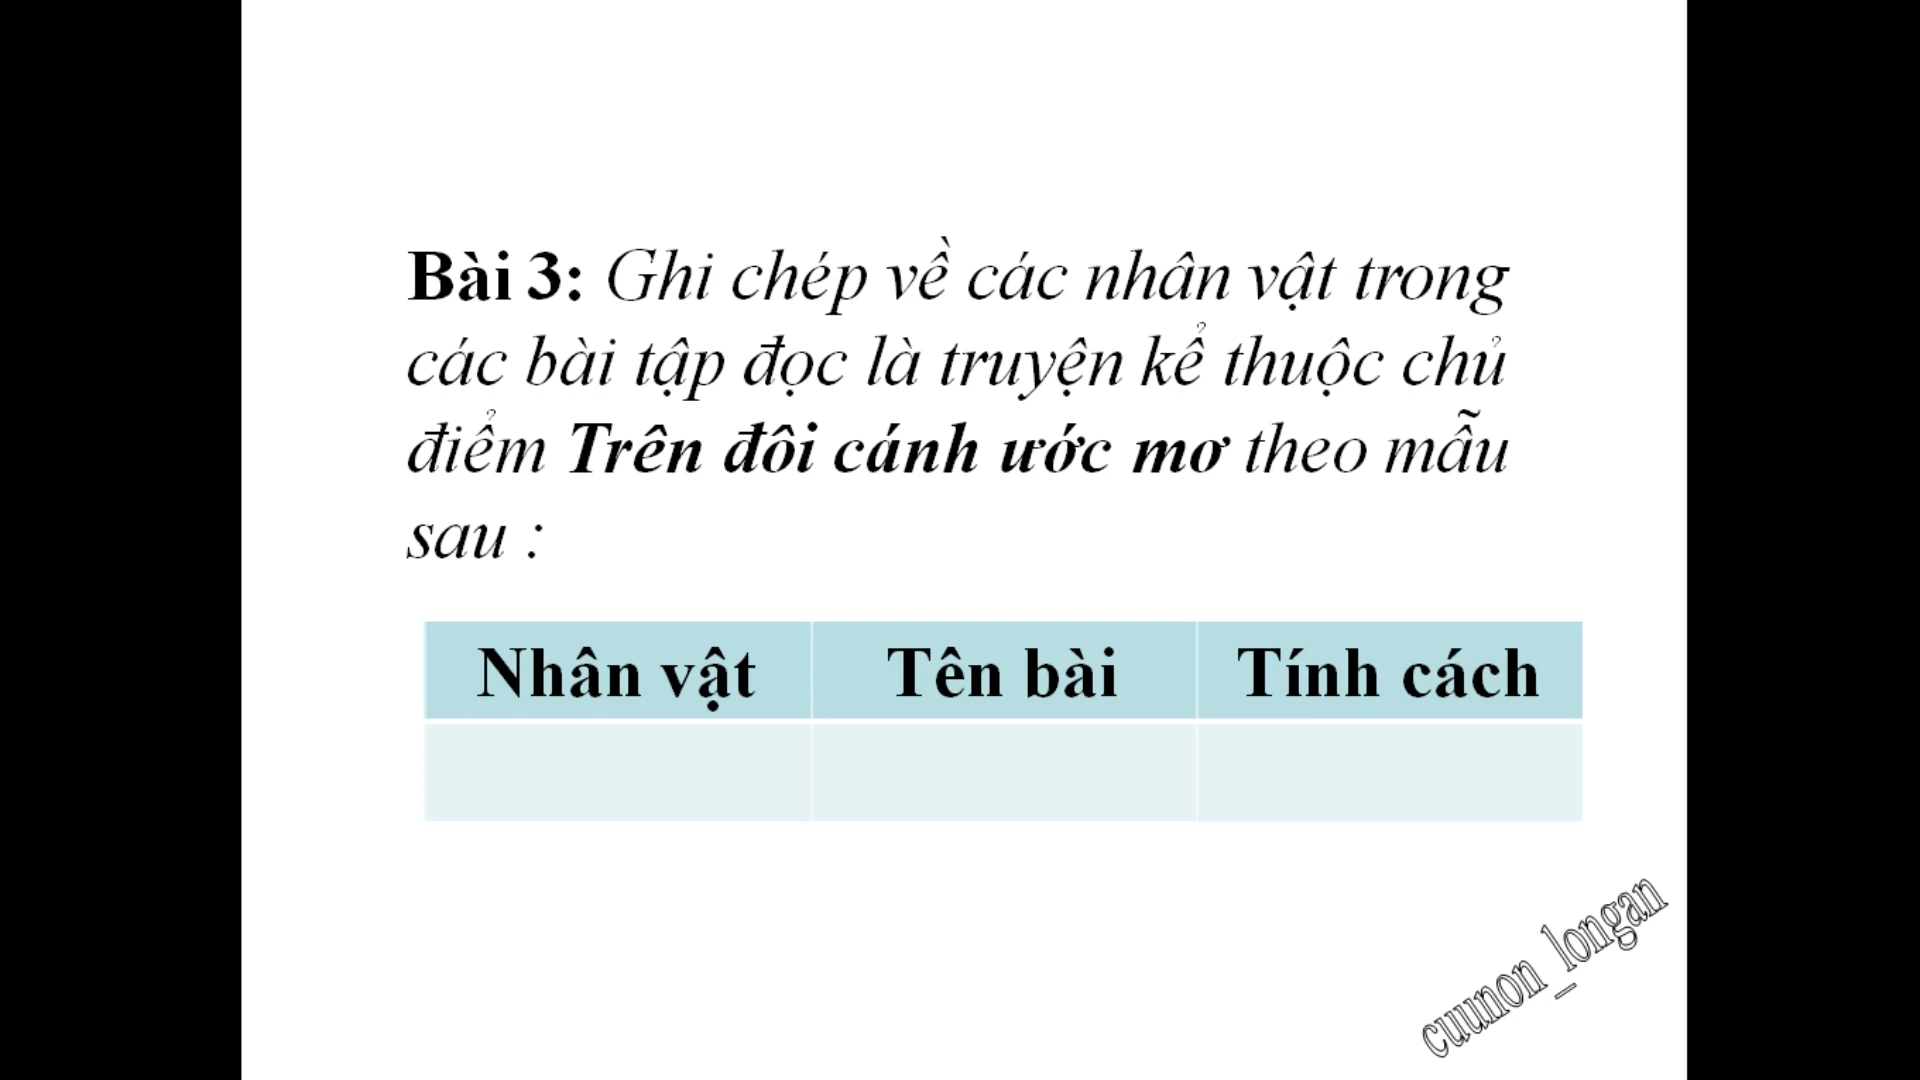 Bài 3: Ghi chép về các nhân vật trong
các bài tập đọc là truyện kể thuộc chủ
điểm Trên đôi cánh ước mơ theo mẫu
sau :
Nhân vật Tên bài Tính cách
cuunon_longan